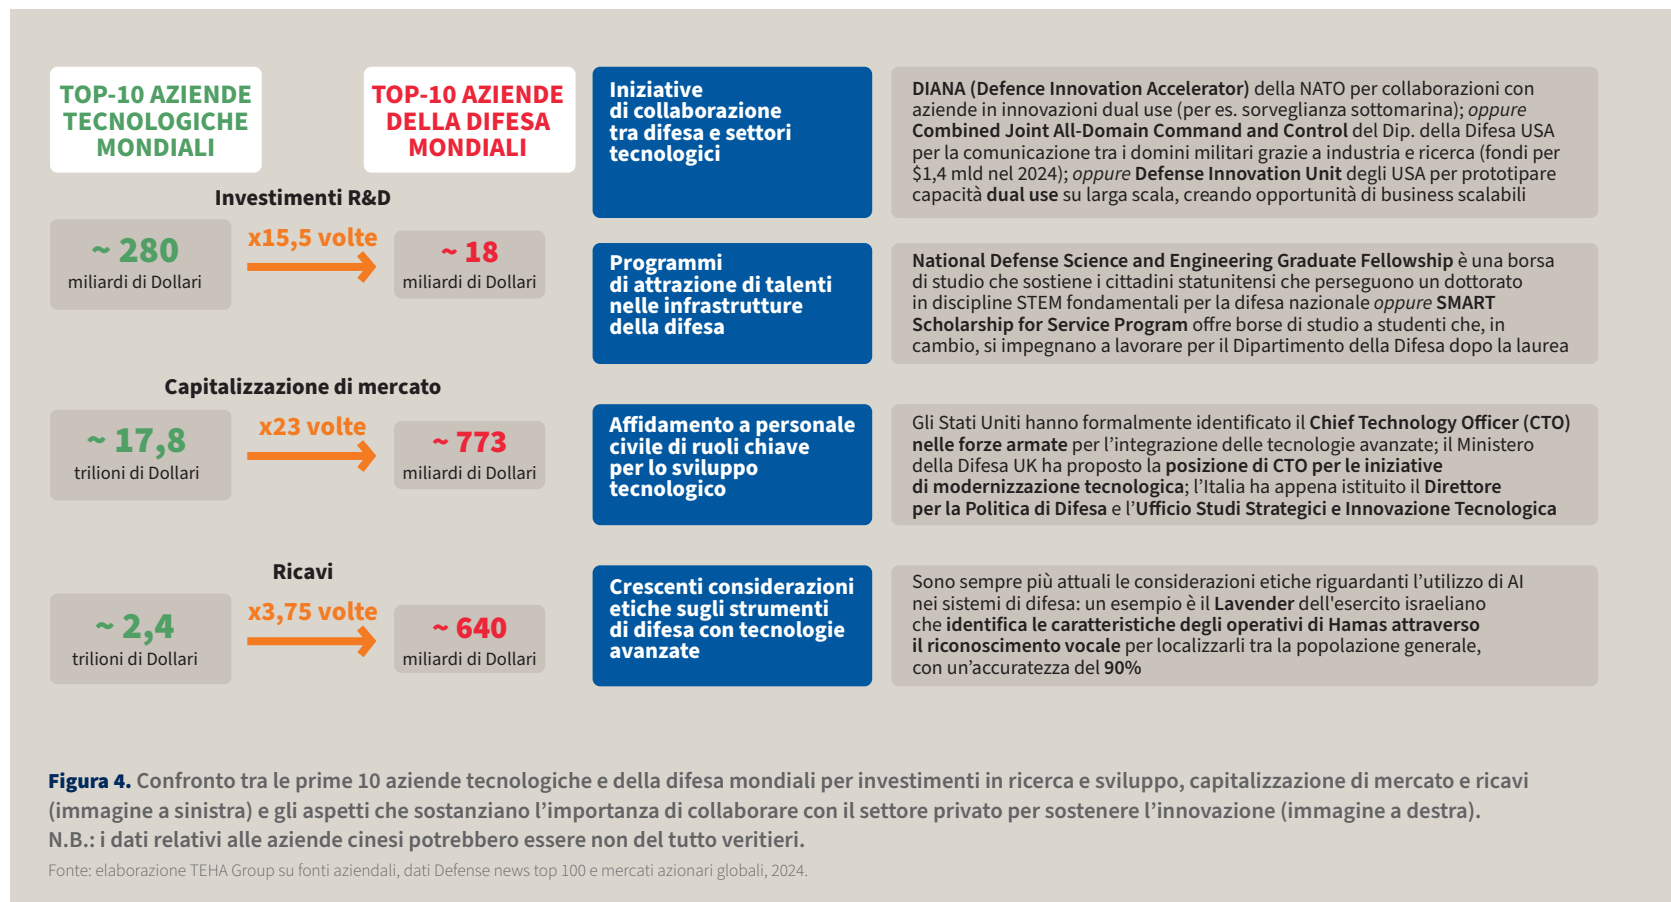 TOP-10 AZIENDE
TECNOLOGICHE
MONDIALI
TOP-10 AZIENDE
DELLA DIFESA
MONDIALI
Investimenti R&D
~ 280
miliardi di Dollari
x15,5 volte
~ 18
miliardi di Dollari
Capitalizzazione di mercato
~ 17,8
trilioni di Dollari
x23 volte
~ 773
miliardi di Dollari
Ricavi
~ 2,4
trilioni di Dollari
x3,75 volte
~ 640
miliardi di Dollari
Iniziative
di collaborazione
tra difesa e settori
tecnologici
DIANA (Defence Innovation Accelerator) della NATO per collaborazioni con
aziende in innovazioni dual use (per es. sorveglianza sottomarina); oppure
Combined Joint All-Domain Command and Control del Dip. della Difesa USA
per la comunicazione tra i domini militari grazie a industria e ricerca (fondi per
$1,4 mld nel 2024); oppure Defense Innovation Unit degli USA per prototipare
capacità dual use su larga scala, creando opportunità di business scalabili
Programmi
di attrazione di talenti
nelle infrastrutture
della difesa
National Defense Science and Engineering Graduate Fellowship è una borsa
di studio che sostiene i cittadini statunitensi che perseguono un dottorato
in discipline STEM fondamentali per la difesa nazionale oppure SMART
Scholarship for Service Program offre borse di studio a studenti che, in
cambio, si impegnano a lavorare per il Dipartimento della Difesa dopo la laurea
Affidamento a personale
civile di ruoli chiave
per lo sviluppo
tecnologico
Gli Stati Uniti hanno formalmente identificato il Chief Technology Officer (CTO)
nelle forze armate per l’integrazione delle tecnologie avanzate; il Ministero
della Difesa UK ha proposto la posizione di CTO per le iniziative
di modernizzazione tecnologica; l’Italia ha appena istituito il Direttore
per la Politica di Difesa e l’Ufficio Studi Strategici e Innovazione Tecnologica
Crescenti considerazioni
etiche sugli strumenti
di difesa con tecnologie
avanzate
Sono sempre più attuali le considerazioni etiche riguardanti l’utilizzo di AI
nei sistemi di difesa: un esempio è il Lavender dell'esercito israeliano
che identifica le caratteristiche degli operativi di Hamas attraverso
il riconoscimento vocale per localizzarli tra la popolazione generale,
con un’accuratezza del 90%
Figura 4. Confronto tra le prime 10 aziende tecnologiche e della difesa mondiali per investimenti in ricerca e sviluppo, capitalizzazione di mercato e ricavi
(immagine a sinistra) e gli aspetti che sostanziano l’importanza di collaborare con il settore privato per sostenere l’innovazione (immagine a destra).
N.B.: i dati relativi alle aziende cinesi potrebbero essere non del tutto veritieri.
Fonte: elaborazione TEHA Group su fonti aziendali, dati Defense news top 100 e mercati azionari globali, 2024.